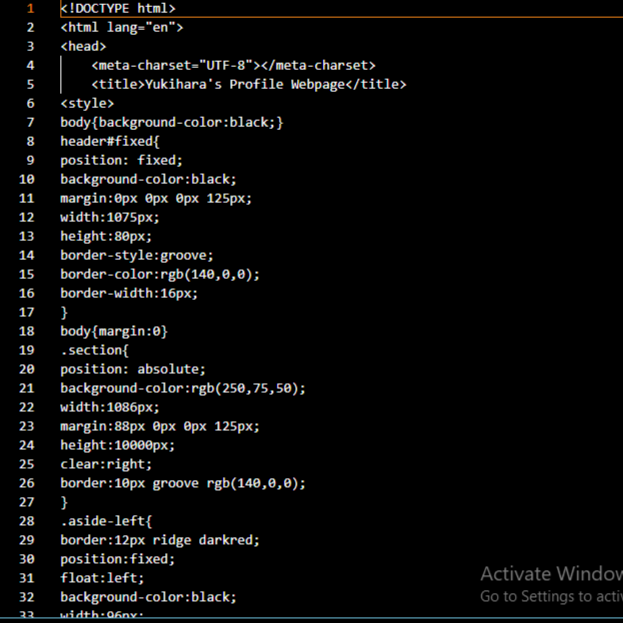 1 <!DOCTYPE html>
2 <html lang="en">
3 <head>
4 <meta-charset="UTF-8"></meta-charset>
5 <title>Yukihara's Profile Webpage</title>
6 <style>
7 body{background-color:black;}
8 header#fixed{
9 position: fixed;
10 background-color:black;
11 margin:0px 0px 0px 125px;
12 width:1075px;
13 height:80px;
14 border-style:groove;
15 border-color:rgb(140,0,0);
16 border-width:16px;
17 }
18 body{margin:0}
19 .section{
20 position: absolute;
21 background-color:rgb(250,75,50);
22 width:1086px;
23 margin:88px 0px 0px 125px;
24 height:10000px;
25 clear:right;
26 border:10px groove rgb(140,0,0);
27 }
28 .aside-left{
29 border:12px ridge darkred;
30 position:fixed;
31 float:left;
32 background-color:black;
33 width:96px;
Activate Window
Go to Settings to acti